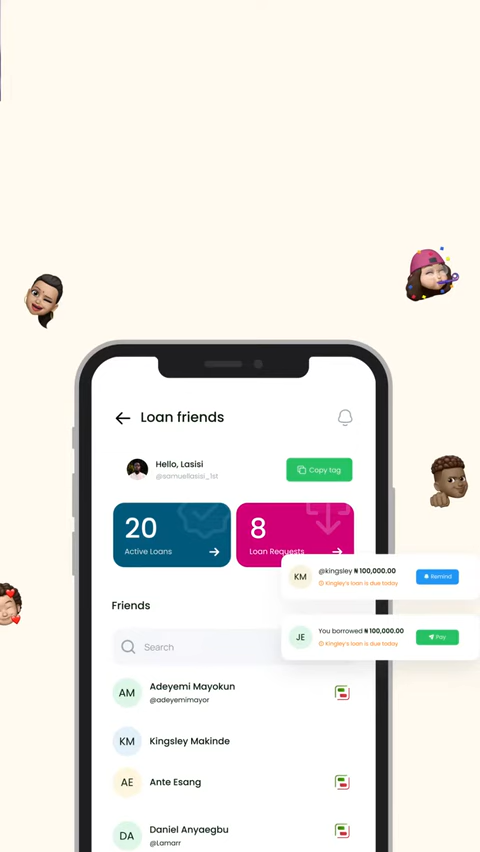 Loan friends
Hello, Lasisi
@samuellasisi_1st
Copy tag
20
Active Loans
8
Loan Requests
KM
@kingsley ₦ 100,000.00
Kingley's loan is due today
Remind
JE
You borrowed ₦ 100,000.00
Kingley's loan is due today
Pay
Friends
Search
AM
Adeyemi Mayokun
@adeyemimayor
KM
Kingsley Makinde
AE
Ante Esang
DA
Daniel Anyaegbu
@Lamarr